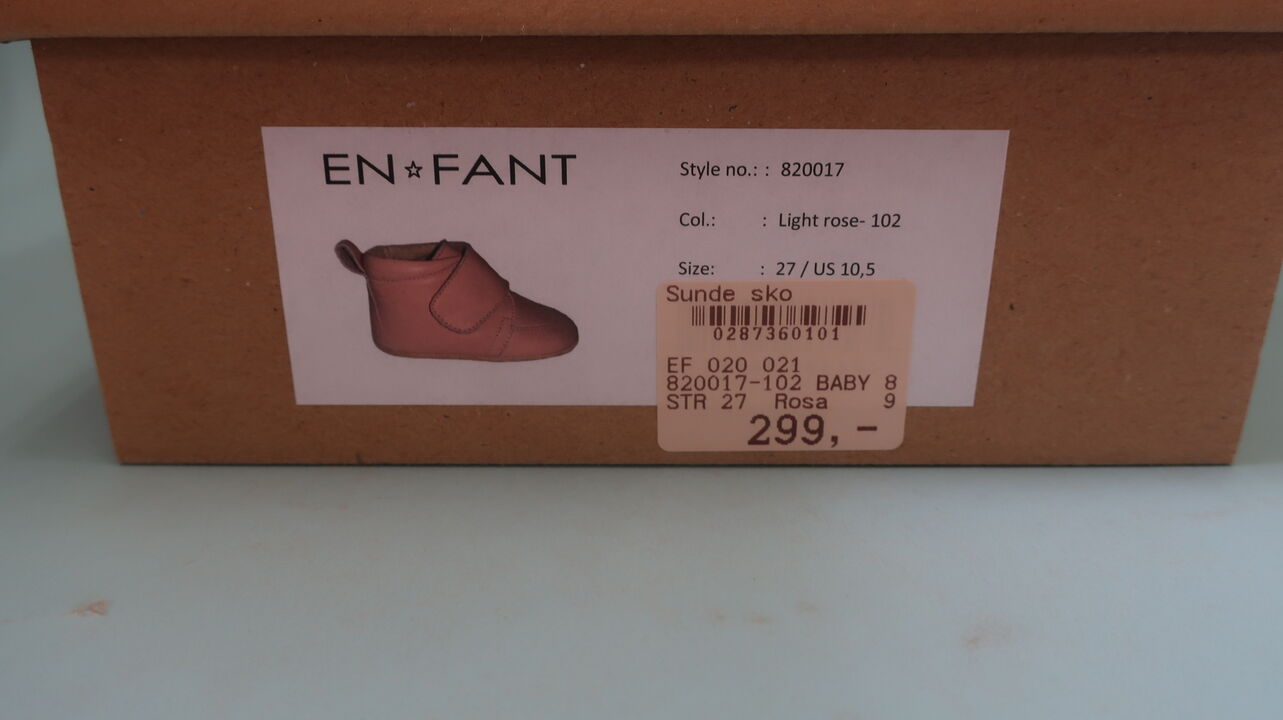 EN☆FANT
Style no.: : 820017
Col.: : Light rose- 102
Size: : 27 / US 10,5
Sunde sko
0287360101
EF 020 021
820017-102 BABY 8
STR 27 Rosa 9
299,-